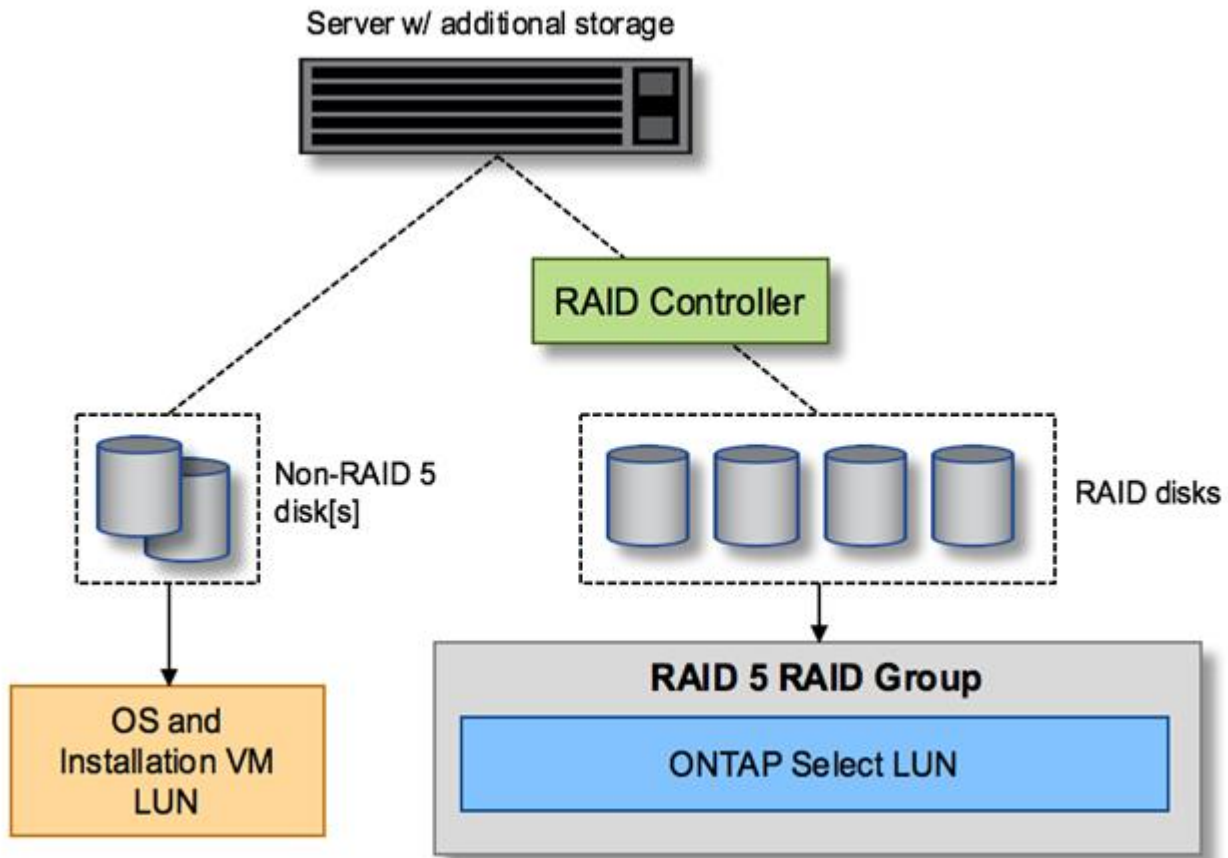 Server w/ additional storage
RAID Controller
Non-RAID 5
disk[s]
RAID disks
OS and
Installation VM
LUN
RAID 5 RAID Group
ONTAP Select LUN